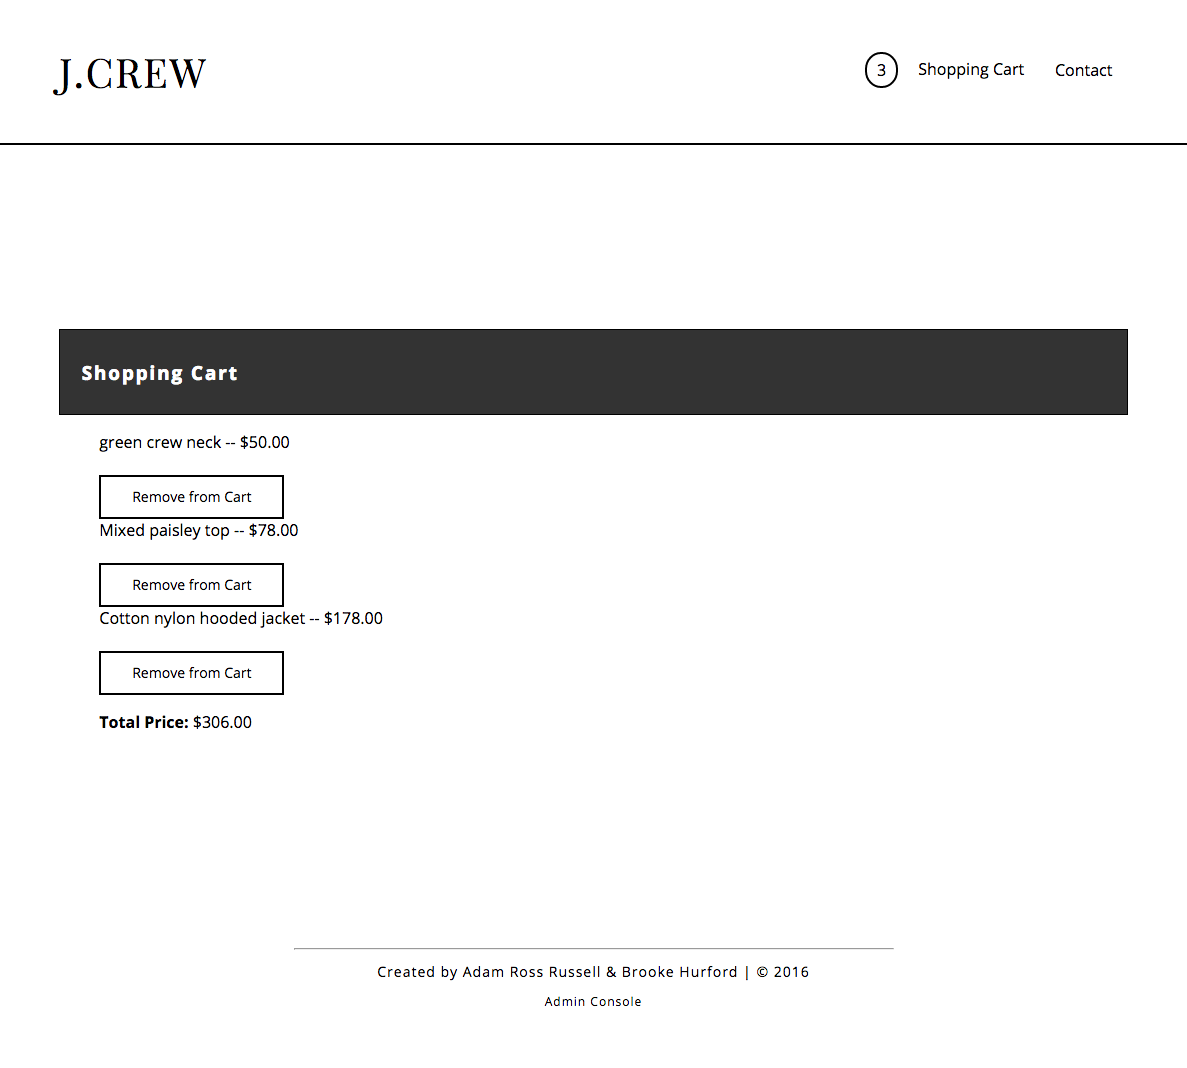 J.CREW
3 Shopping Cart Contact
Shopping Cart
green crew neck -- $50.00
Remove from Cart
Mixed paisley top -- $78.00
Remove from Cart
Cotton nylon hooded jacket -- $178.00
Remove from Cart
Total Price: $306.00
Created by Adam Ross Russell & Brooke Hurford | © 2016
Admin Console